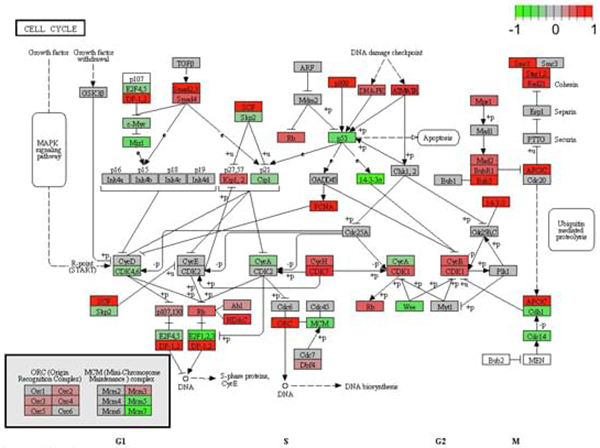 CELL CYCLE
-1 0 1
Growth factor
Growth factor
withdrawal
TGFβ
DNA damage checkpoint
p107
E2F4,5
DP-1,2
Smad2,3
Smad4
ARF
p300
DNA-PK
ATM/ATR
Smc1
Smc3
Stag1,2
Rad21
Cohesin
GSK3β
SCF
Skp2
Mdm2
Mps1
Esp1
Separin
c-Myc
Miz1
Rb
p53
Apoptosis
Mad1
PTTG
Securin
MAPK
signaling
pathway
p16
p15
p18
p19
p27,57
p21
Ink4a
Ink4b
Ink4c
Ink4d
Kip1, 2
Cip1
GADD45
14-3-3σ
Chk1, 2
Mad2
BubR1
Bub3
Bub1
APC/C
Cdc20
PCNA
14-3-3
Cdc25A
Cdc25B,C
Ubiquitin
mediated
proteolysis
R-point
(START)
CycD
CDK4,6
CycE
CDK2
CycA
CDK2
CycH
CDK7
CycA
CDK1
CycB
CDK1
Plk1
SCF
Skp2
p107,130
E2F4,5
DP-1,2
Rb
E2F1,2,3
DP-1,2
Abl
HDAC
Cdc6
ORC
Cdc45
MCM
Cdc7
Dbf4
Rb
Wee
Myt1
APC/C
Cdh1
Cdc14
Bub2
MEN
DNA
S-phase proteins,
CycE
DNA
DNA biosynthesis
ORC (Origin
Recognition Complex)
MCM (Mini-Chromosome
Maintenance) complex
Orc1
Orc2
Mcm2
Mcm3
Orc3
Orc4
Mcm4
Mcm5
Orc5
Orc6
Mcm6
Mcm7
G1
S
G2
M